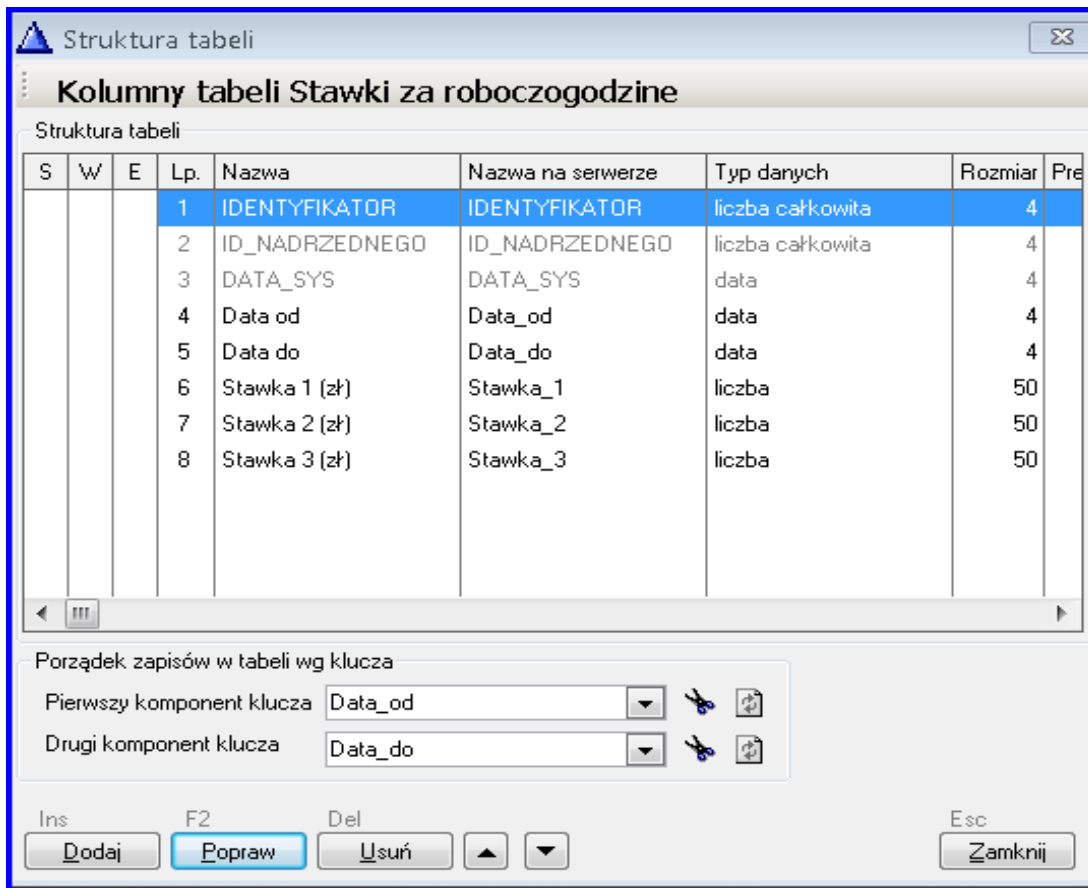 Struktura tabeli
Kolumny tabeli Stawki za roboczogodzine
Struktura tabeli
S W E Lp. Nazwa Nazwa na serwerze Typ danych Rozmiar Pre
1 IDENTYFIKATOR IDENTYFIKATOR liczba całkowita 4
2 ID_NADRZEDNEGO ID_NADRZEDNEGO liczba całkowita 4
3 DATA_SYS DATA_SYS data 4
4 Data od Data_od data 4
5 Data do Data_do data 4
6 Stawka 1 (zł) Stawka_1 liczba 50
7 Stawka 2 (zł) Stawka_2 liczba 50
8 Stawka 3 (zł) Stawka_3 liczba 50
Porządek zapisów w tabeli wg klucza
Pierwszy komponent klucza Data_od
Drugi komponent klucza Data_do
Ins F2 Del Esc
Dodaj Popraw Usuń Zamknij